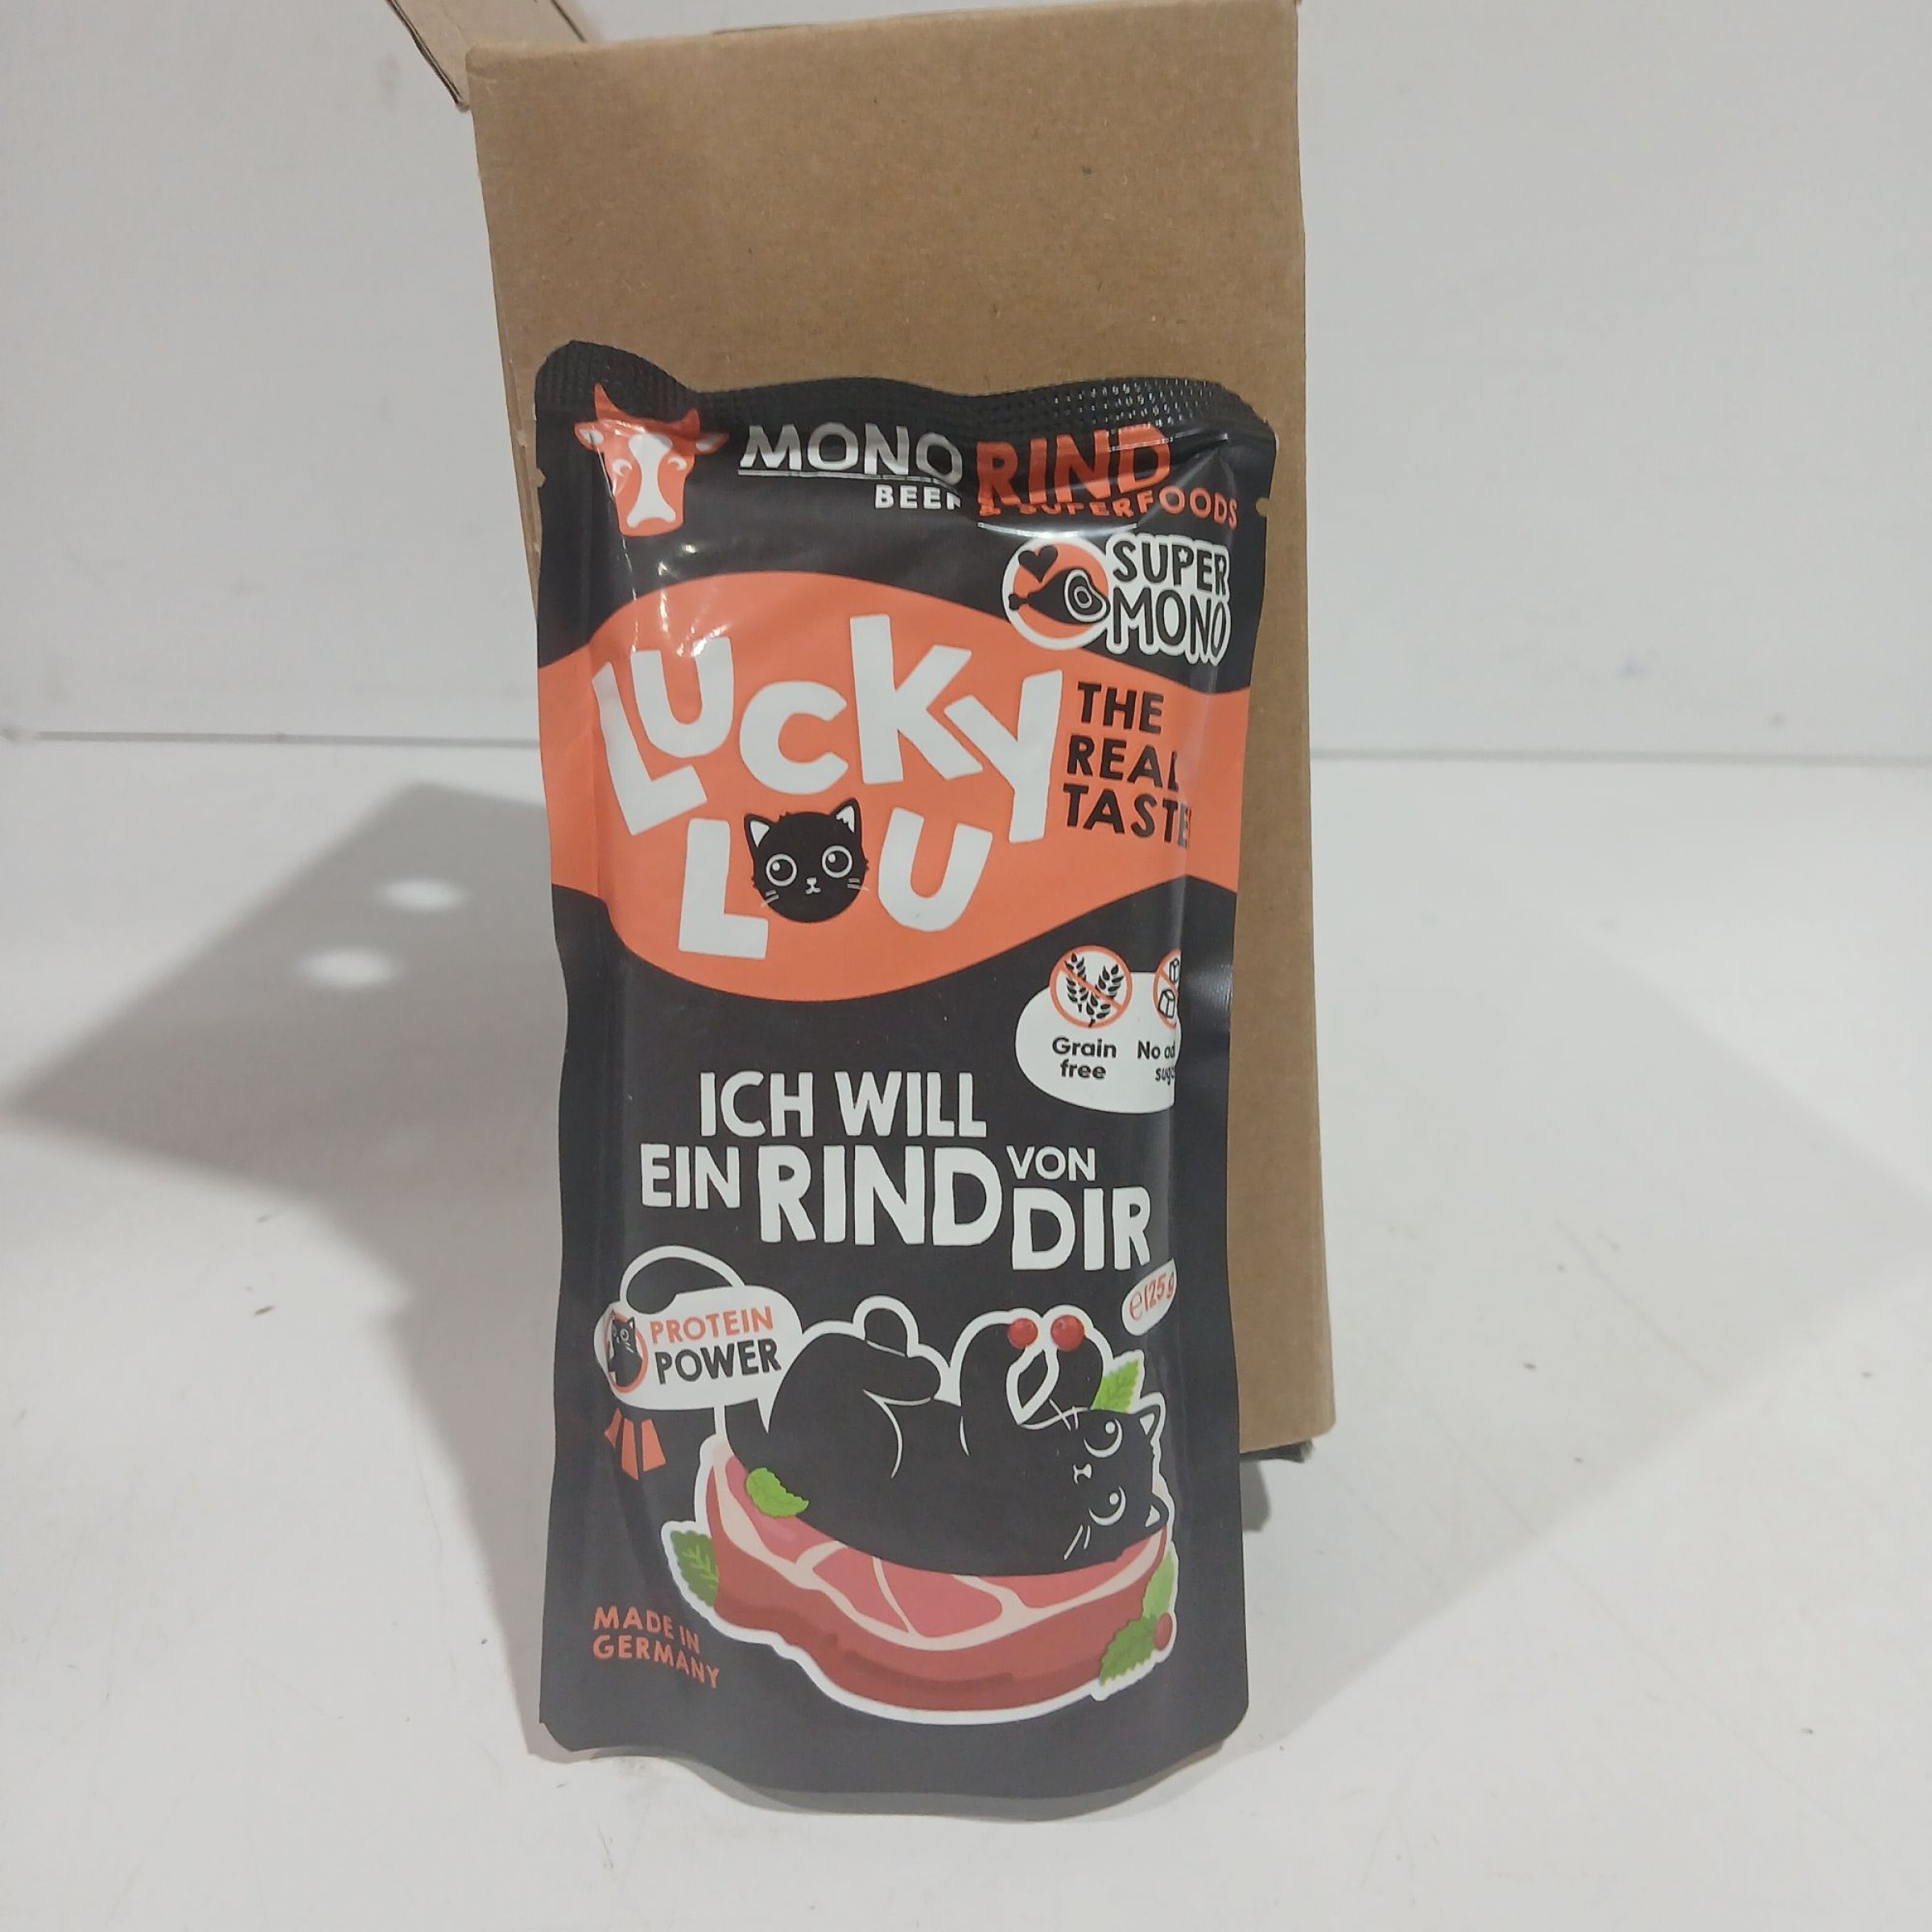 MONO RIND
BEEF & SUPERFOODS
SUPER
MONO
LUCKY
LOU
THE
REAL
TASTE
Grain
free
No
ICH WILL
EIN RIND VON
DIR
e125g
PROTEIN
POWER
MADE IN
GERMANY